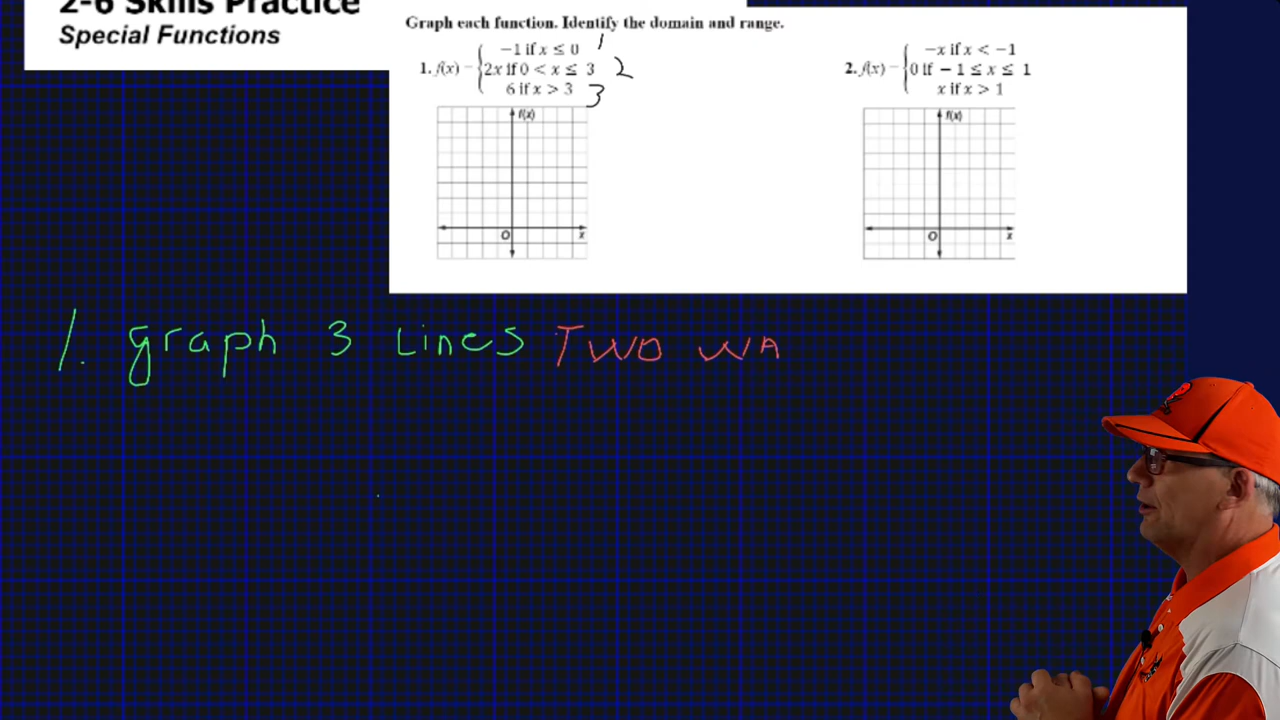 2-6 Skills Practice
Special Functions
Graph each function. Identify the domain and range.
1. f(x) - { -1 if x ≤ 0 1
2x if 0 < x ≤ 3 2
6 if x > 3 3
2. f(x) - { -x if x < -1
0 if - 1 ≤ x ≤ 1
x if x > 1
f(x)
O
x
f(x)
O
x
1. graph 3 Lines TWO WA